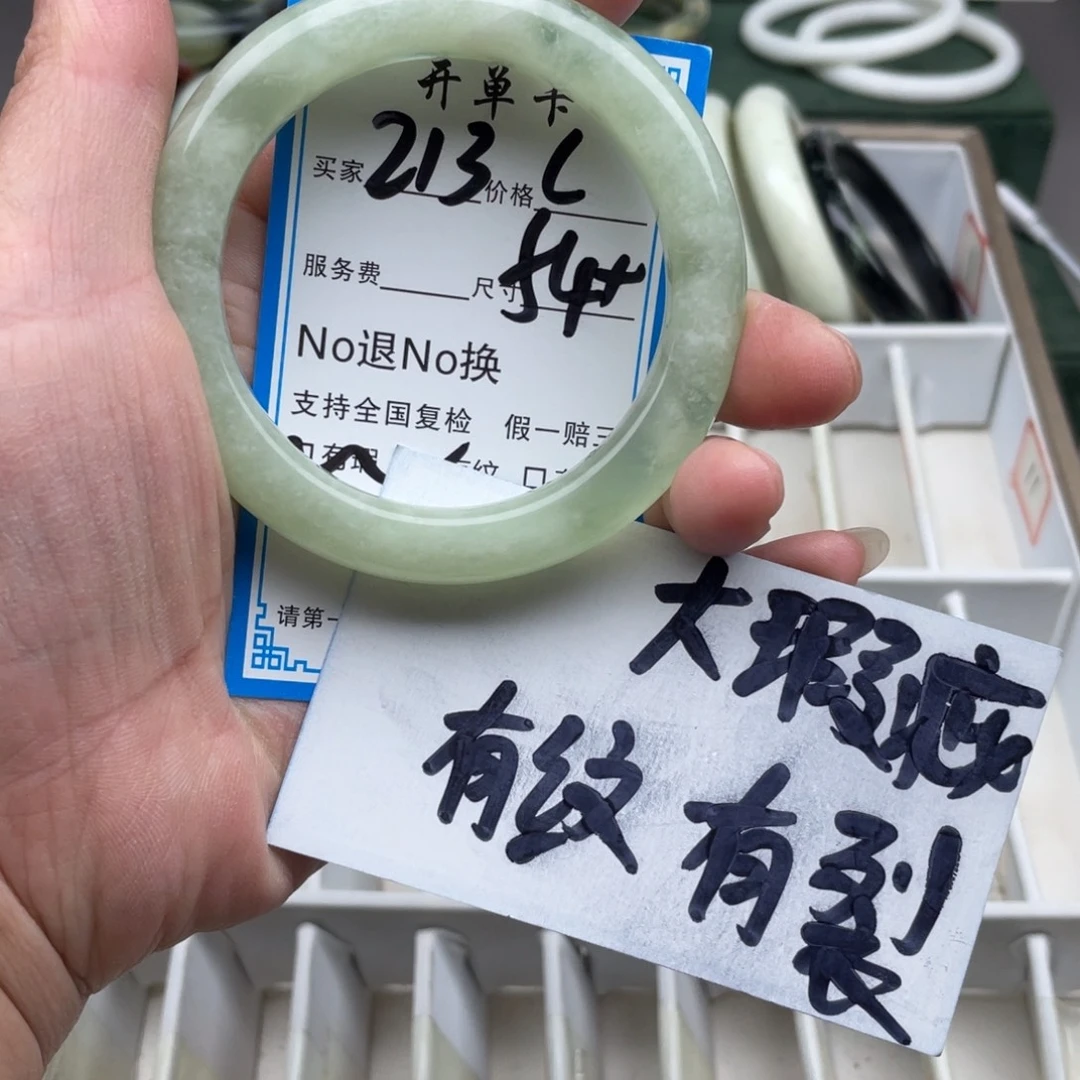 开单卡
买家 213 价格 L
服务费 尺寸 54+
No退No换
支持全国复检 假一赔三
请第一
大瑕疵
有纹 有裂